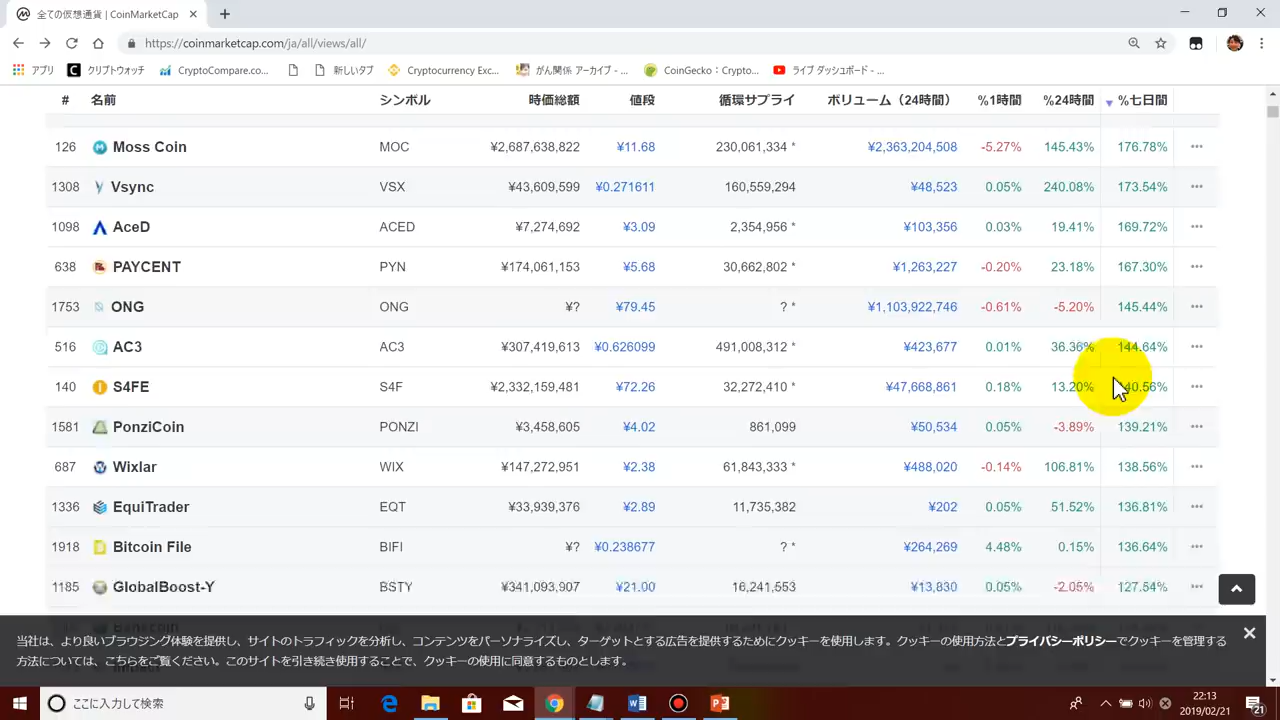 全ての仮想通貨 | CoinMarketCap
https://coinmarketcap.com/ja/all/views/all/
アプリ クリプトウォッチ CryptoCompare.co... 新しいタブ Cryptocurrency Exc... がん関係 アーカイブ - ... CoinGecko：Crypto... ライブ ダッシュボード - ...
# 名前 シンボル 時価総額 値段 循環サプライ ボリューム（24時間） %1時間 %24時間 %七日間
126 Moss Coin MOC ¥2,687,638,822 ¥11.68 230,061,334 * ¥2,363,204,508 -5.27% 145.43% 176.78%
1308 Vsync VSX ¥43,609,599 ¥0.271611 160,559,294 ¥48,523 0.05% 240.08% 173.54%
1098 AceD ACED ¥7,274,692 ¥3.09 2,354,956 * ¥103,356 0.03% 19.41% 169.72%
638 PAYCENT PYN ¥174,061,153 ¥5.68 30,662,802 * ¥1,263,227 -0.20% 23.18% 167.30%
1753 ONG ONG ¥? ¥79.45 ? * ¥1,103,922,746 -0.61% -5.20% 145.44%
516 AC3 AC3 ¥307,419,613 ¥0.626099 491,008,312 * ¥423,677 0.01% 36.36% 144.64%
140 S4FE S4F ¥2,332,159,481 ¥72.26 32,272,410 * ¥47,668,861 0.18% 13.20% 140.56%
1581 PonziCoin PONZI ¥3,458,605 ¥4.02 861,099 ¥50,534 0.05% -3.89% 139.21%
687 Wixlar WIX ¥147,272,951 ¥2.38 61,843,333 * ¥488,020 -0.14% 106.81% 138.56%
1336 EquiTrader EQT ¥33,939,376 ¥2.89 11,735,382 ¥202 0.05% 51.52% 136.81%
1918 Bitcoin File BIFI ¥? ¥0.238677 ? * ¥264,269 4.48% 0.15% 136.64%
1185 GlobalBoost-Y BSTY ¥341,093,907 ¥21.00 16,241,553 ¥13,830 0.05% -2.05% 127.54%
当社は、より良いブラウジング体験を提供し、サイトのトラフィックを分析し、コンテンツをパーソナライズし、ターゲットとする広告を提供するためにクッキーを使用します。クッキーの使用方法とプライバシーポリシーでクッキーを管理する
方法については、こちらをご覧ください。このサイトを引き続き使用することで、クッキーの使用に同意するものとします。
ここに入力して検索
22:13
2019/02/21
21